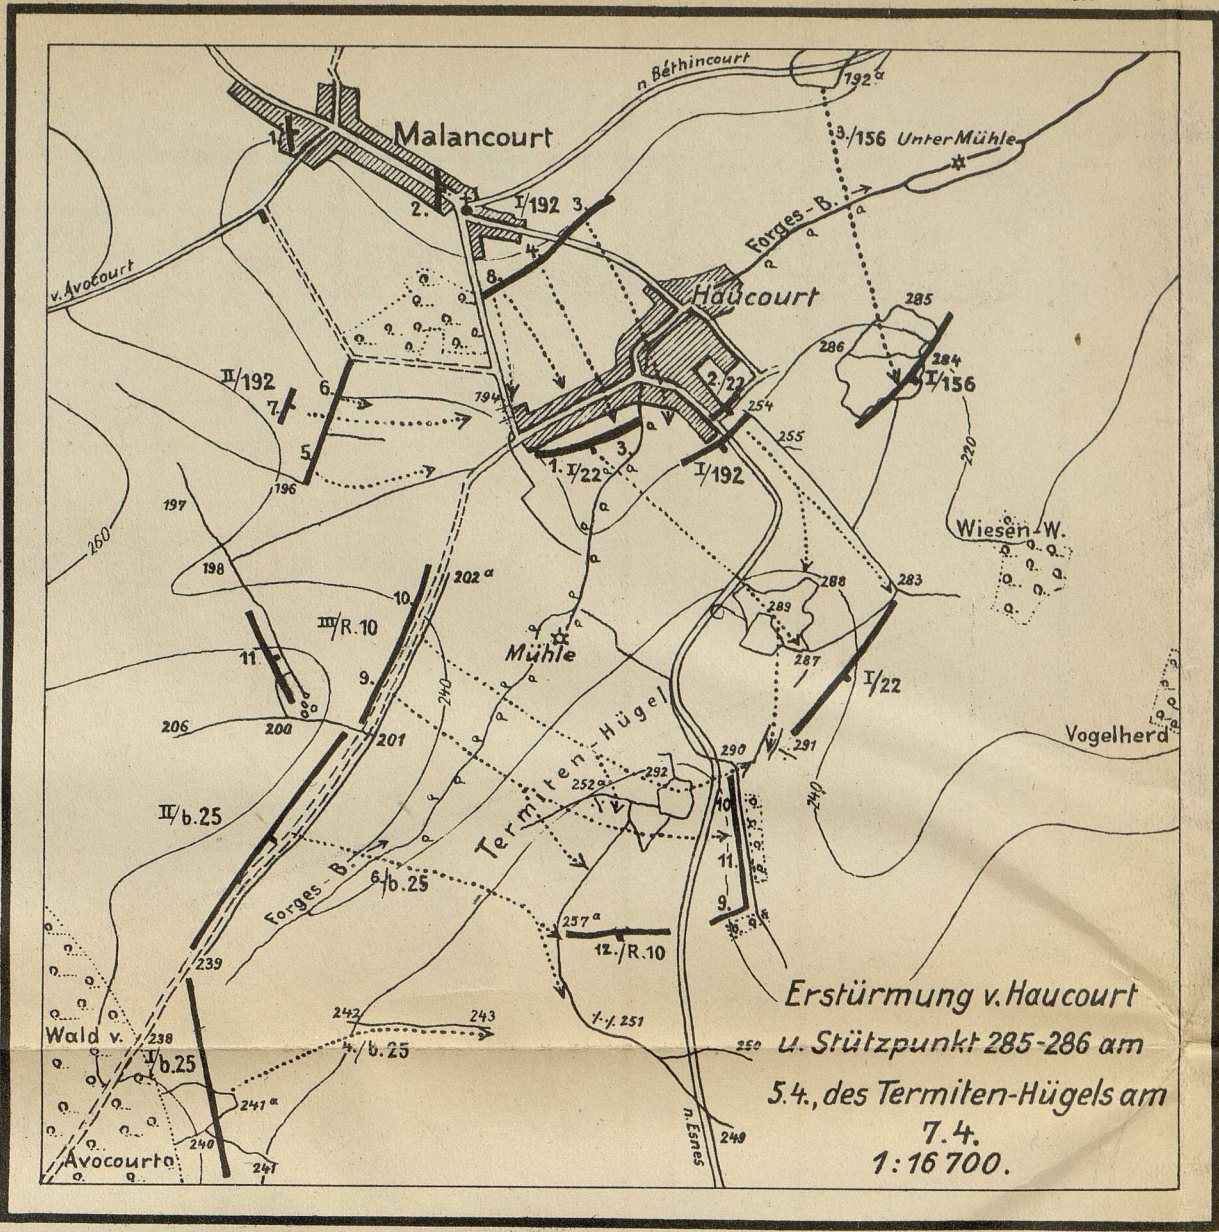 n. Béthincourt
192ª
Malancourt
1.
3./156
Unter Mühle
2.
I/192
3.
4.
8.
Forges-B.
v. Avocourt
Haucourt
285
286
284
I/156
II/192
7.
6.
5.
194
2./22
254
255
1.
I/22
3.
I/192
196
197
220
260
Wiesen-W.
198
202ª
10.
III/R.10
288
283
289
287
11.
Mühle
9.
240
I/22
206
200
201
290
291
Vogelherd
Termiten-Hügel
292
252ª
240
II/b.25
10.
11.
9.
Forges-B.
6./b.25
257ª
12./R.10
239
242
243
251
250
4./b.25
Wald v.
238
I/b.25
241ª
240
241
Avocourt
249
n. Esnes
Erstürmung v. Haucourt
u. Stützpunkt 285-286 am
5.4., des Termiten-Hügels am
7.4.
1:16 700.